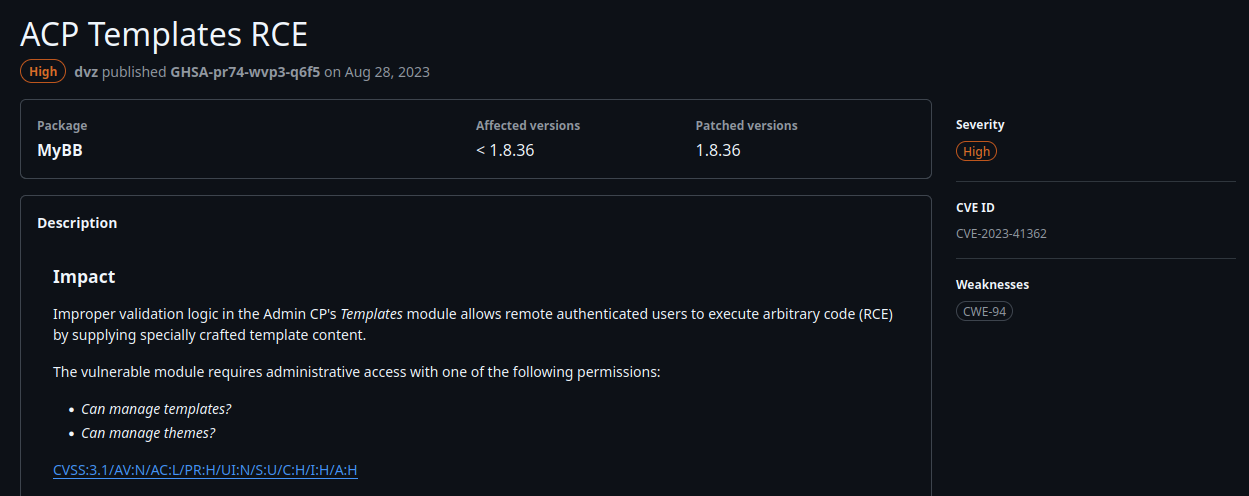 ACP Templates RCE
High dvz published GHSA-pr74-wvp3-q6f5 on Aug 28, 2023
Package Affected versions Patched versions
MyBB < 1.8.36 1.8.36
Severity
High
CVE ID
CVE-2023-41362
Weaknesses
CWE-94
Description
Impact
Improper validation logic in the Admin CP's Templates module allows remote authenticated users to execute arbitrary code (RCE)
by supplying specially crafted template content.
The vulnerable module requires administrative access with one of the following permissions:
• Can manage templates?
• Can manage themes?
CVSS:3.1/AV:N/AC:L/PR:H/UI:N/S:U/C:H/I:H/A:H